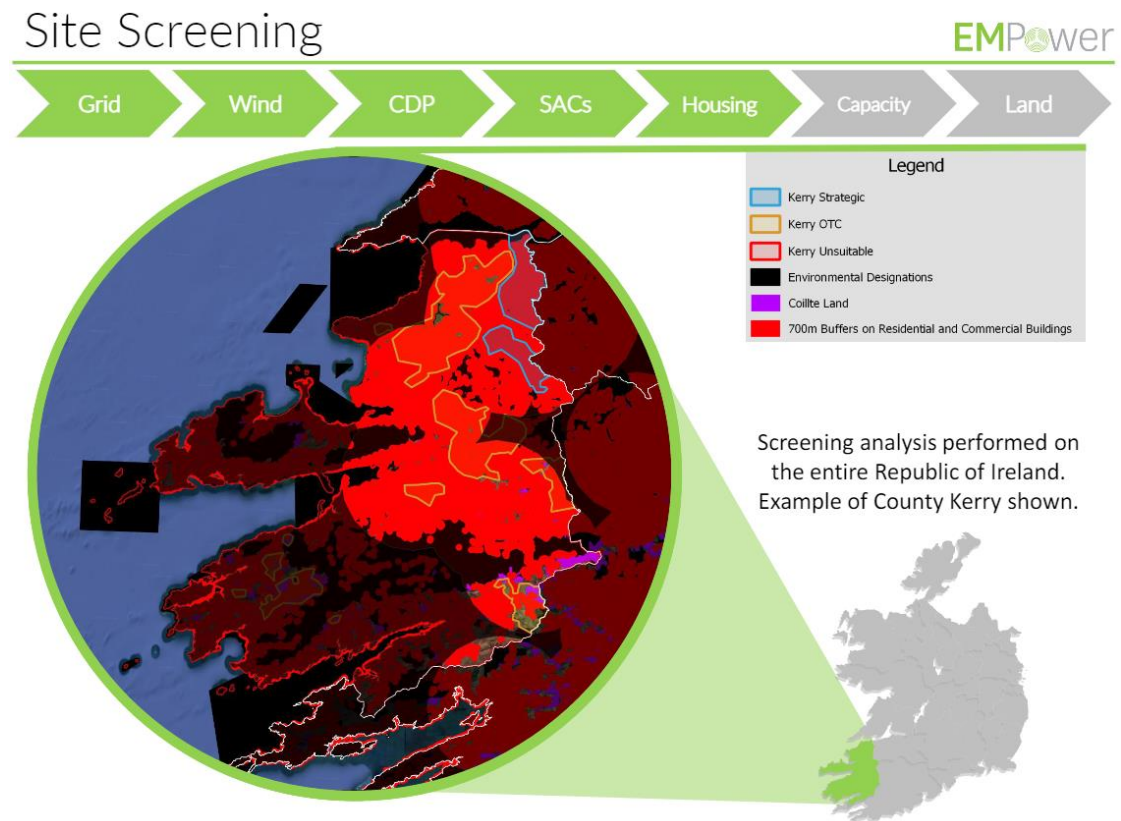 Site Screening
EMPower
Grid
Wind
CDP
SACs
Housing
Capacity
Land
Legend
Kerry Strategic
Kerry OTC
Kerry Unsuitable
Environmental Designations
Coillte Land
700m Buffers on Residential and Commercial Buildings
Screening analysis performed on
the entire Republic of Ireland.
Example of County Kerry shown.